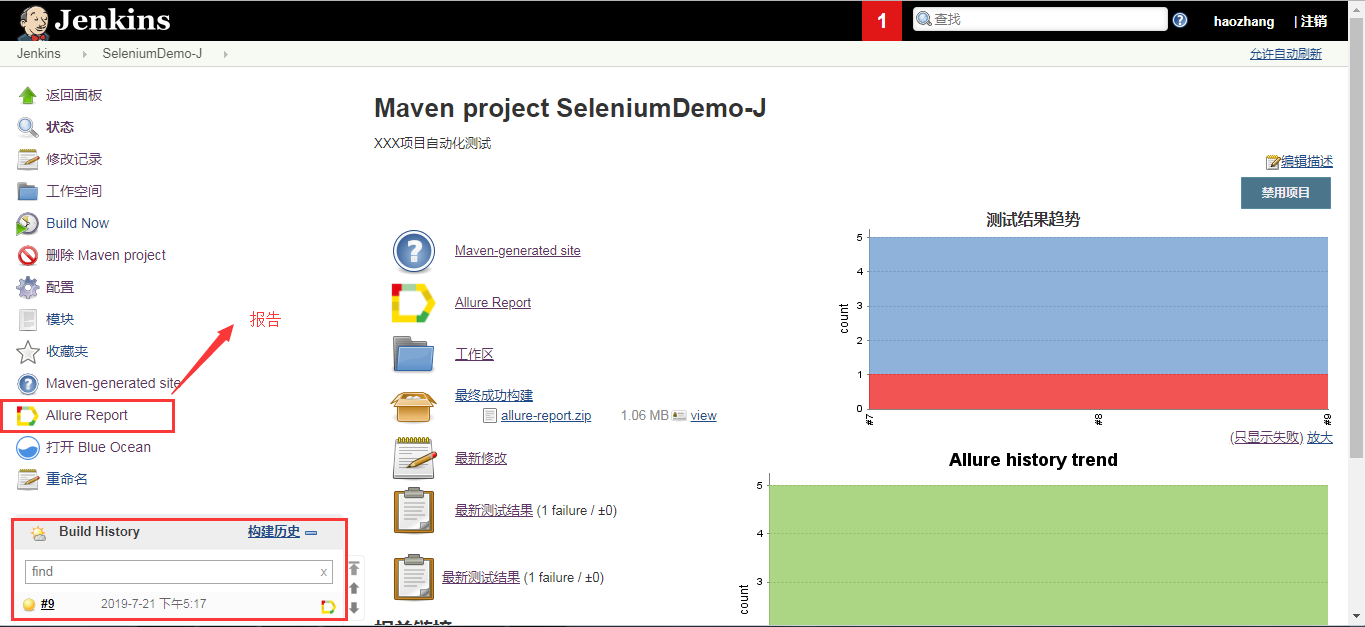 Jenkins
1
查找
haozhang
| 注销
Jenkins
SeleniumDemo-J
允许自动刷新
返回面板
状态
修改记录
工作空间
Build Now
删除 Maven project
配置
模块
收藏夹
Maven-generated site
Allure Report
打开 Blue Ocean
重命名
报告
Build History
构建历史
find
x
#9
2019-7-21 下午5:17
Maven project SeleniumDemo-J
XXX项目自动化测试
编辑描述
禁用项目
Maven-generated site
Allure Report
工作区
最终成功构建
allure-report.zip
1.06 MB
view
最新修改
最新测试结果 (1 failure / ±0)
最新测试结果 (1 failure / ±0)
相关链接
测试结果趋势
count
5
4
3
2
1
0
#7
#8
#9
(只显示失败) 放大
Allure history trend
count
5
4
3